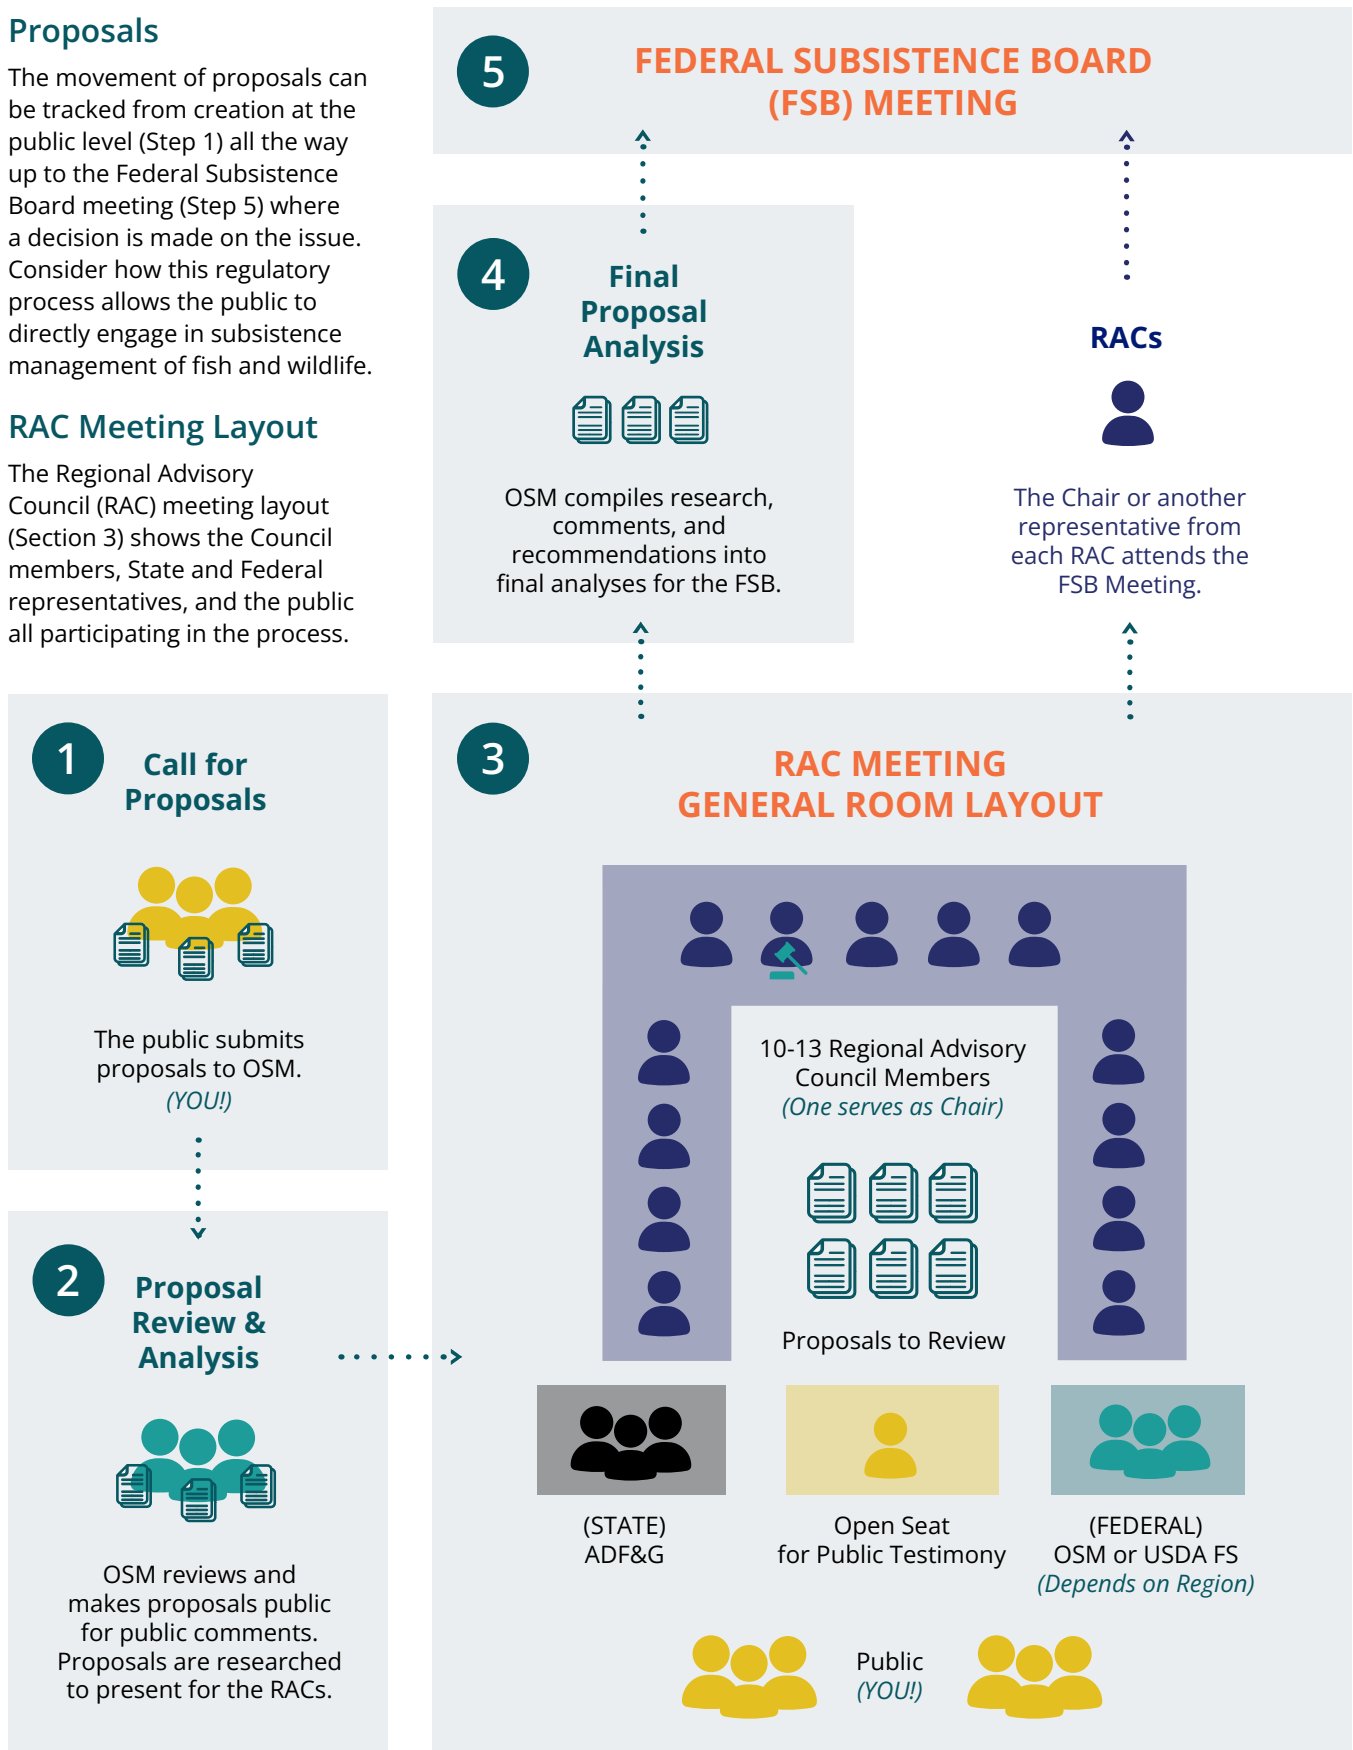 Proposals
The movement of proposals can
be tracked from creation at the
public level (Step 1) all the way
up to the Federal Subsistence
Board meeting (Step 5) where
a decision is made on the issue.
Consider how this regulatory
process allows the public to
directly engage in subsistence
management of fish and wildlife.
RAC Meeting Layout
The Regional Advisory
Council (RAC) meeting layout
(Section 3) shows the Council
members, State and Federal
representatives, and the public
all participating in the process.
1
Call for
Proposals
The public submits
proposals to OSM.
(YOU!)
2
Proposal
Review &
Analysis
OSM reviews and
makes proposals public
for public comments.
Proposals are researched
to present for the RACs.
3
RAC MEETING
GENERAL ROOM LAYOUT
10-13 Regional Advisory
Council Members
(One serves as Chair)
Proposals to Review
(STATE)
ADF&G
Open Seat
for Public Testimony
(FEDERAL)
OSM or USDA FS
(Depends on Region)
Public
(YOU!)
4
Final
Proposal
Analysis
OSM compiles research,
comments, and
recommendations into
final analyses for the FSB.
RACs
The Chair or another
representative from
each RAC attends the
FSB Meeting.
5
FEDERAL SUBSISTENCE BOARD
(FSB) MEETING